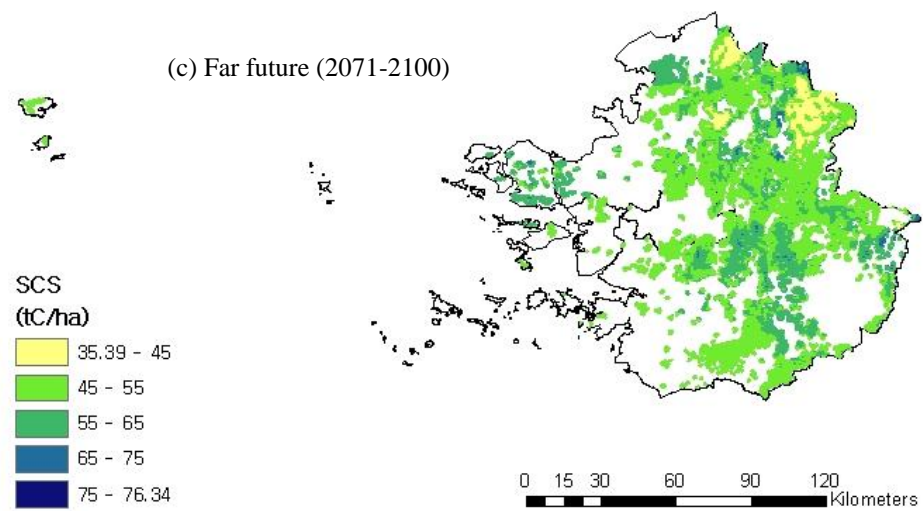 (c) Far future (2071-2100)
SCS
(tC/ha)
35.39 - 45
45 - 55
55 - 65
65 - 75
75 - 76.34
0 15 30 60 90 120
Kilometers